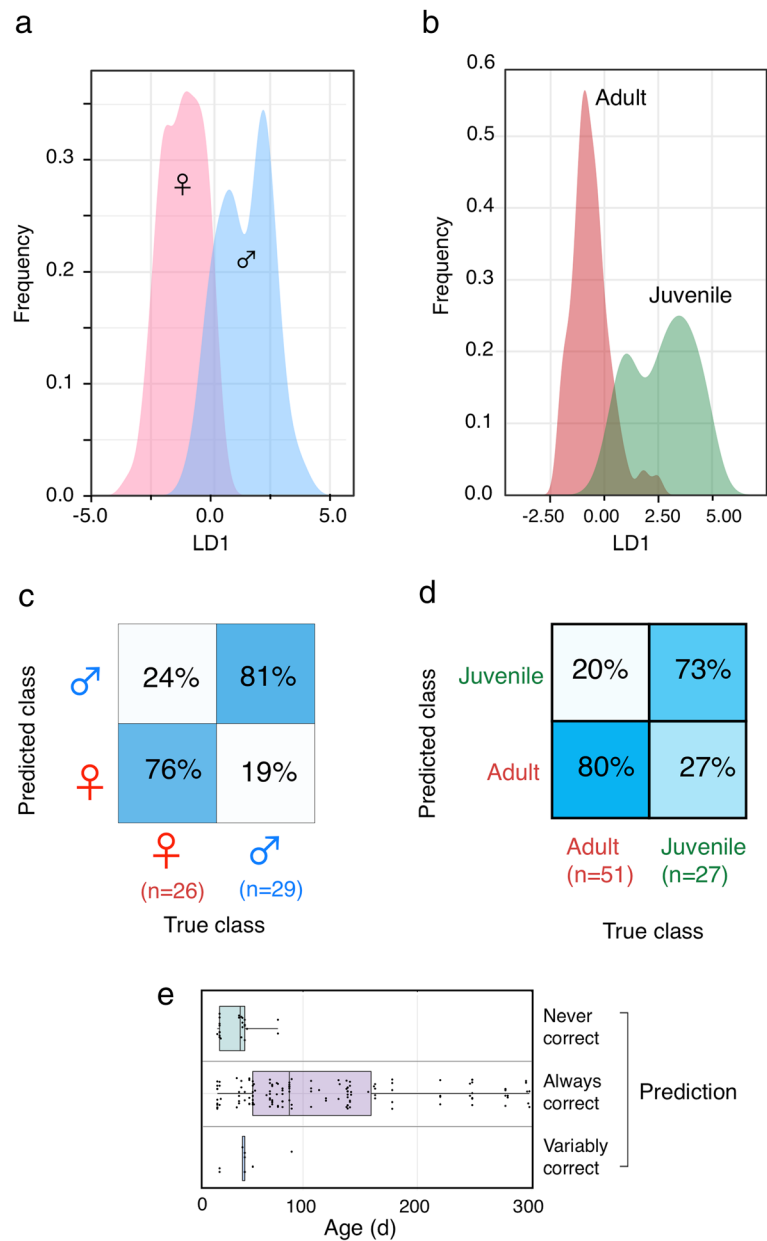 a
0.3
0.2
0.1
0.0
Frequency
♀
♂
-5.0 0.0 5.0
LD1
b
0.6
0.5
0.4
0.3
0.2
0.1
0.0
Frequency
Adult
Juvenile
-2.50 0.00 2.50 5.00
LD1
c
Predicted class
♂ 24% 81%
♀ 76% 19%
♀ ♂
(n=26) (n=29)
True class
d
Predicted class
Juvenile 20% 73%
Adult 80% 27%
Adult Juvenile
(n=51) (n=27)
True class
e
Never
correct
Always
correct
Variably
correct
Prediction
0 100 200 300
Age (d)